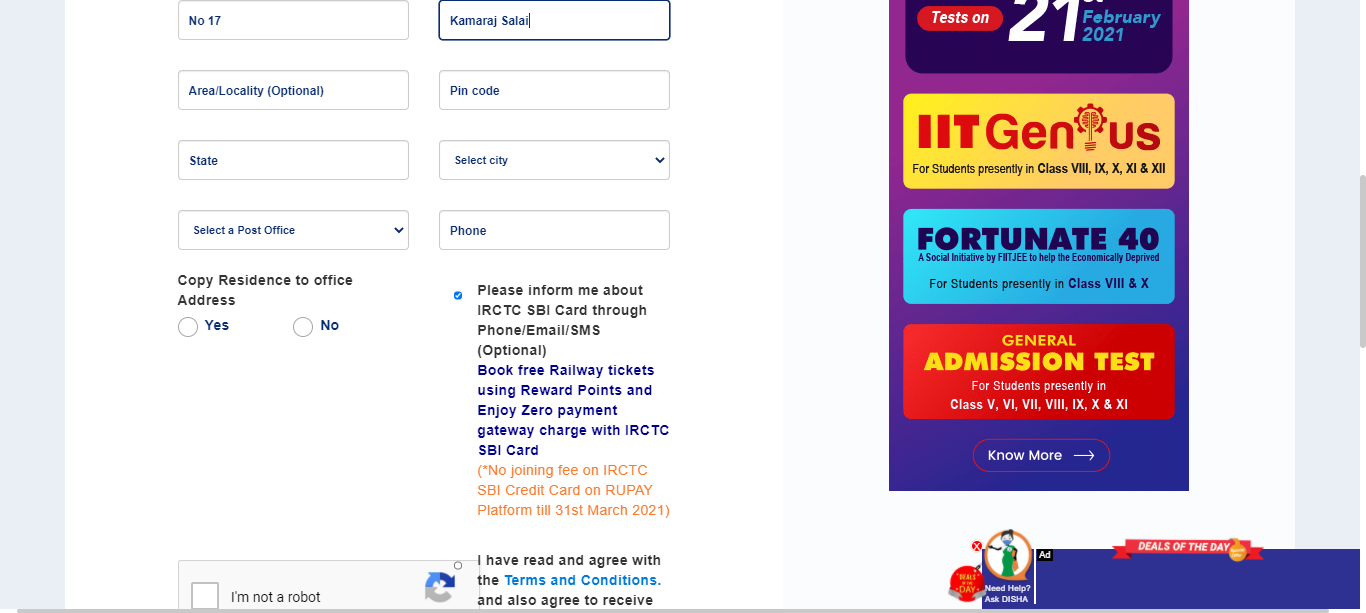 No 17
Kamaraj Salai
Area/Locality (Optional)
Pin code
State
Select city
Select a Post Office
Phone
Copy Residence to office
Address
Yes
No
Please inform me about
IRCTC SBI Card through
Phone/Email/SMS
(Optional)
Book free Railway tickets
using Reward Points and
Enjoy Zero payment
gateway charge with IRCTC
SBI Card
(*No joining fee on IRCTC
SBI Credit Card on RUPAY
Platform till 31st March 2021)
I'm not a robot
I have read and agree with
the Terms and Conditions.
and also agree to receive
Tests on
21st
February
2021
IIT Genius
For Students presently in Class VIII, IX, X, XI & XII
FORTUNATE 40
A Social Initiative by FIITJEE to help the Economically Deprived
For Students presently in Class VIII & X
GENERAL
ADMISSION TEST
For Students presently in
Class V, VI, VII, VIII, IX, X & XI
Know More
X
Ad
DEALS OF THE DAY
DEALS
OF THE
DAY
Need Help?
Ask DISHA